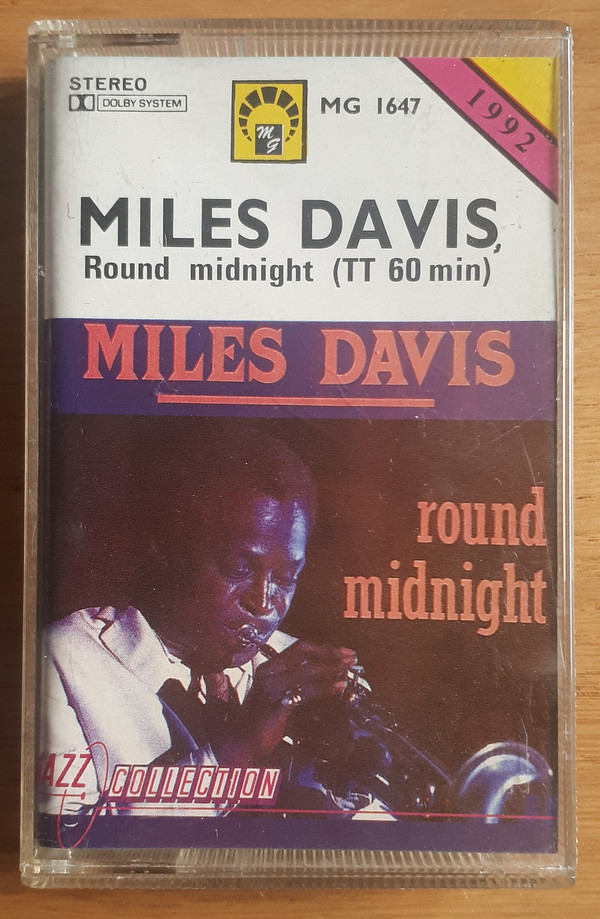 STEREO
DOLBY SYSTEM
MG
MG 1647
1992
MILES DAVIS,
Round midnight (TT 60 min)
MILES DAVIS
round
midnight
AZZ
COLLECTION